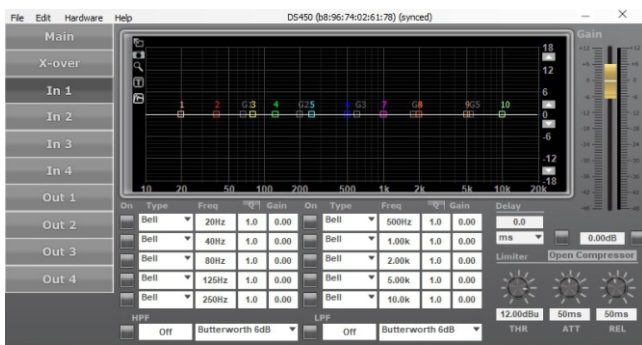 File Edit Hardware Help DS450 (b8:96:74:02:61:78) (synced)
Main
X-over
In 1
In 2
In 3
In 4
Out 1
Out 2
Out 3
Out 4
18
12
6
0
-6
-12
-18
1 2 G1 3 4 G2 5 6 G3 7 G 8 9 G5 10
10 20 50 100 200 500 1k 2k 5k 10k 20k
Gain
On Type Freq "Q" Gain On Type Freq "Q" Gain
Bell 20Hz 1.0 0.00 Bell 500Hz 1.0 0.00
Bell 40Hz 1.0 0.00 Bell 1.00k 1.0 0.00
Bell 80Hz 1.0 0.00 Bell 2.00k 1.0 0.00
Bell 125Hz 1.0 0.00 Bell 5.00k 1.0 0.00
Bell 250Hz 1.0 0.00 Bell 10.0k 1.0 0.00
HPF LPF
Off Butterworth 6dB Off Butterworth 6dB
Delay
0.0
ms 0.00dB
Limiter Open Compressor
12.00dBu 50ms 50ms
THR ATT REL